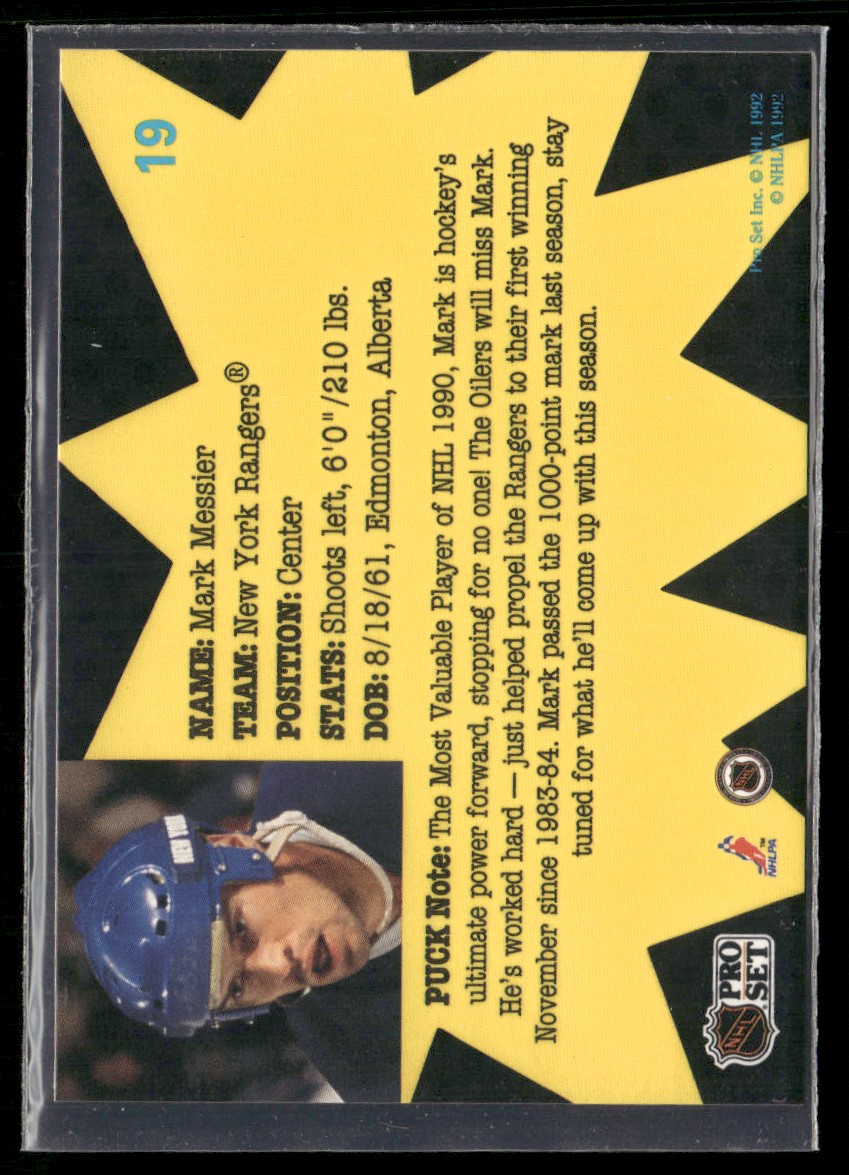 19
NAME: Mark Messier
TEAM: New York Rangers®
POSITION: Center
STATS: Shoots left, 6'0"/210 lbs.
DOB: 8/18/61, Edmonton, Alberta
NEW YORK
PUCK Note: The Most Valuable Player of NHL 1990, Mark is hockey's
ultimate power forward, stopping for no one! The Oilers will miss Mark.
He's worked hard — just helped propel the Rangers to their first winning
November since 1983-84. Mark passed the 1000-point mark last season, stay
tuned for what he'll come up with this season.
NHL
PRO
SET
NHLPA™
NHL
Pro Set Inc. © NHL 1992
© NHLPA 1992